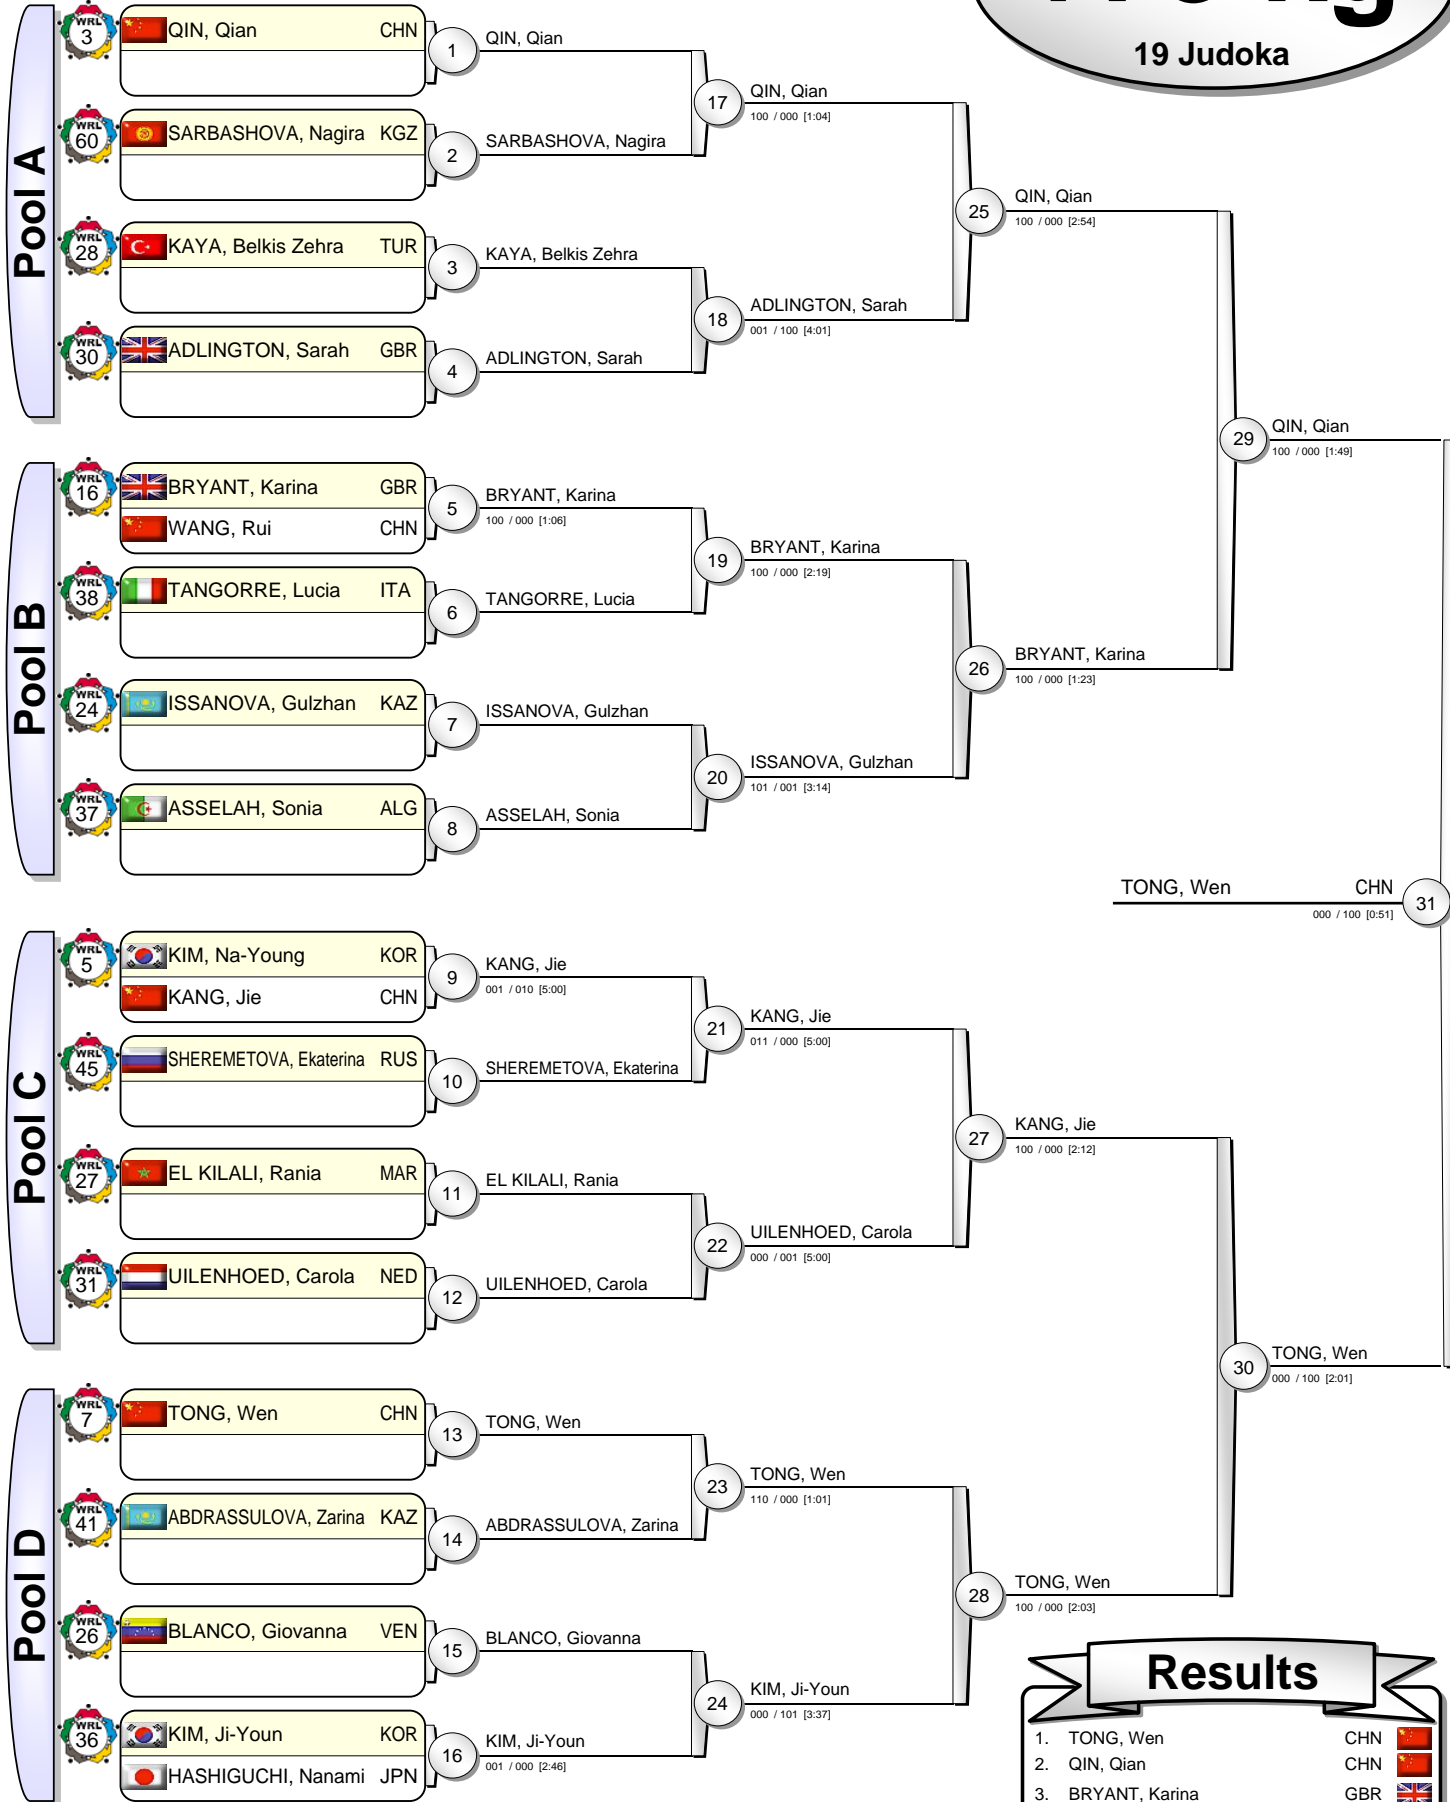 19 Judoka
Pool A
WRL 3 QIN, Qian CHN
WRL 60 SARBASHOVA, Nagira KGZ
WRL 28 KAYA, Belkis Zehra TUR
WRL 30 ADLINGTON, Sarah GBR
1 QIN, Qian
2 SARBASHOVA, Nagira
3 KAYA, Belkis Zehra
4 ADLINGTON, Sarah
17 QIN, Qian
100 / 000 [1:04]
18 ADLINGTON, Sarah
001 / 100 [4:01]
25 QIN, Qian
100 / 000 [2:54]
Pool B
WRL 16 BRYANT, Karina GBR
WANG, Rui CHN
WRL 38 TANGORRE, Lucia ITA
WRL 24 ISSANOVA, Gulzhan KAZ
WRL 37 ASSELAH, Sonia ALG
5 BRYANT, Karina
100 / 000 [1:06]
6 TANGORRE, Lucia
7 ISSANOVA, Gulzhan
8 ASSELAH, Sonia
19 BRYANT, Karina
100 / 000 [2:19]
20 ISSANOVA, Gulzhan
101 / 001 [3:14]
26 BRYANT, Karina
100 / 000 [1:23]
29 QIN, Qian
100 / 000 [1:49]
TONG, Wen CHN 31
000 / 100 [0:51]
Pool C
WRL 5 KIM, Na-Young KOR
KANG, Jie CHN
WRL 45 SHEREMETOVA, Ekaterina RUS
WRL 27 EL KILALI, Rania MAR
WRL 31 UILENHOED, Carola NED
9 KANG, Jie
001 / 010 [5:00]
10 SHEREMETOVA, Ekaterina
11 EL KILALI, Rania
12 UILENHOED, Carola
21 KANG, Jie
011 / 000 [5:00]
22 UILENHOED, Carola
000 / 001 [5:00]
27 KANG, Jie
100 / 000 [2:12]
Pool D
WRL 7 TONG, Wen CHN
WRL 41 ABDRASSULOVA, Zarina KAZ
WRL 26 BLANCO, Giovanna VEN
WRL 36 KIM, Ji-Youn KOR
HASHIGUCHI, Nanami JPN
13 TONG, Wen
14 ABDRASSULOVA, Zarina
15 BLANCO, Giovanna
16 KIM, Ji-Youn
001 / 000 [2:46]
23 TONG, Wen
110 / 000 [1:01]
24 KIM, Ji-Youn
000 / 101 [3:37]
28 TONG, Wen
100 / 000 [2:03]
30 TONG, Wen
000 / 100 [2:01]
Results
1. TONG, Wen CHN
2. QIN, Qian CHN
3. BRYANT, Karina GBR